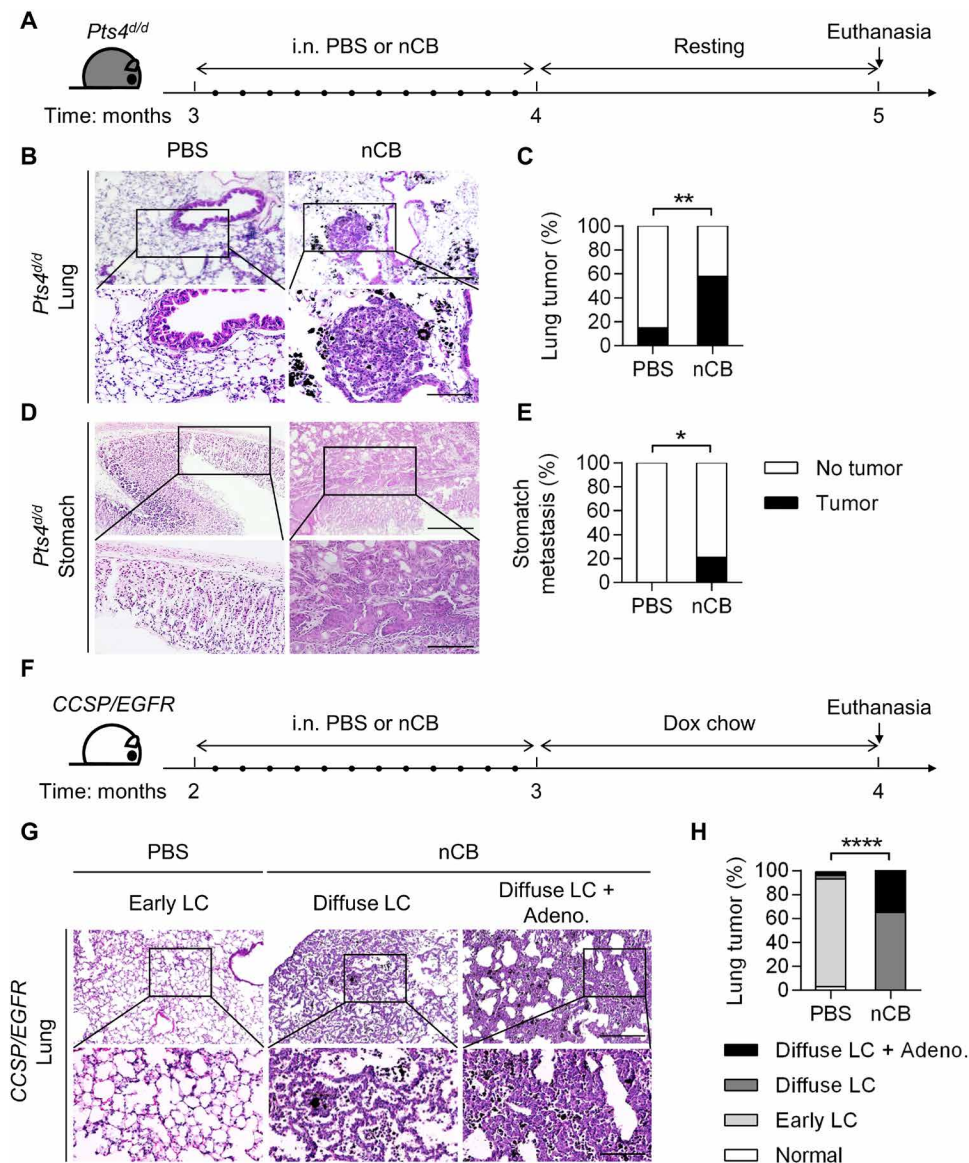 A
Pts4d/d
i.n. PBS or nCB
Resting
Euthanasia
Time: months
3
4
5
B
PBS
nCB
Pts4d/d
Lung
C
**
Lung tumor (%)
100
80
60
40
20
0
PBS
nCB
D
Pts4d/d
Stomach
E
*
Stomatch
metastasis (%)
100
80
60
40
20
0
PBS
nCB
No tumor
Tumor
F
CCSP/EGFR
i.n. PBS or nCB
Dox chow
Euthanasia
Time: months
2
3
4
G
PBS
nCB
Early LC
Diffuse LC
Diffuse LC +
Adeno.
CCSP/EGFR
Lung
H
****
Lung tumor (%)
100
80
60
40
20
0
PBS
nCB
Diffuse LC + Adeno.
Diffuse LC
Early LC
Normal